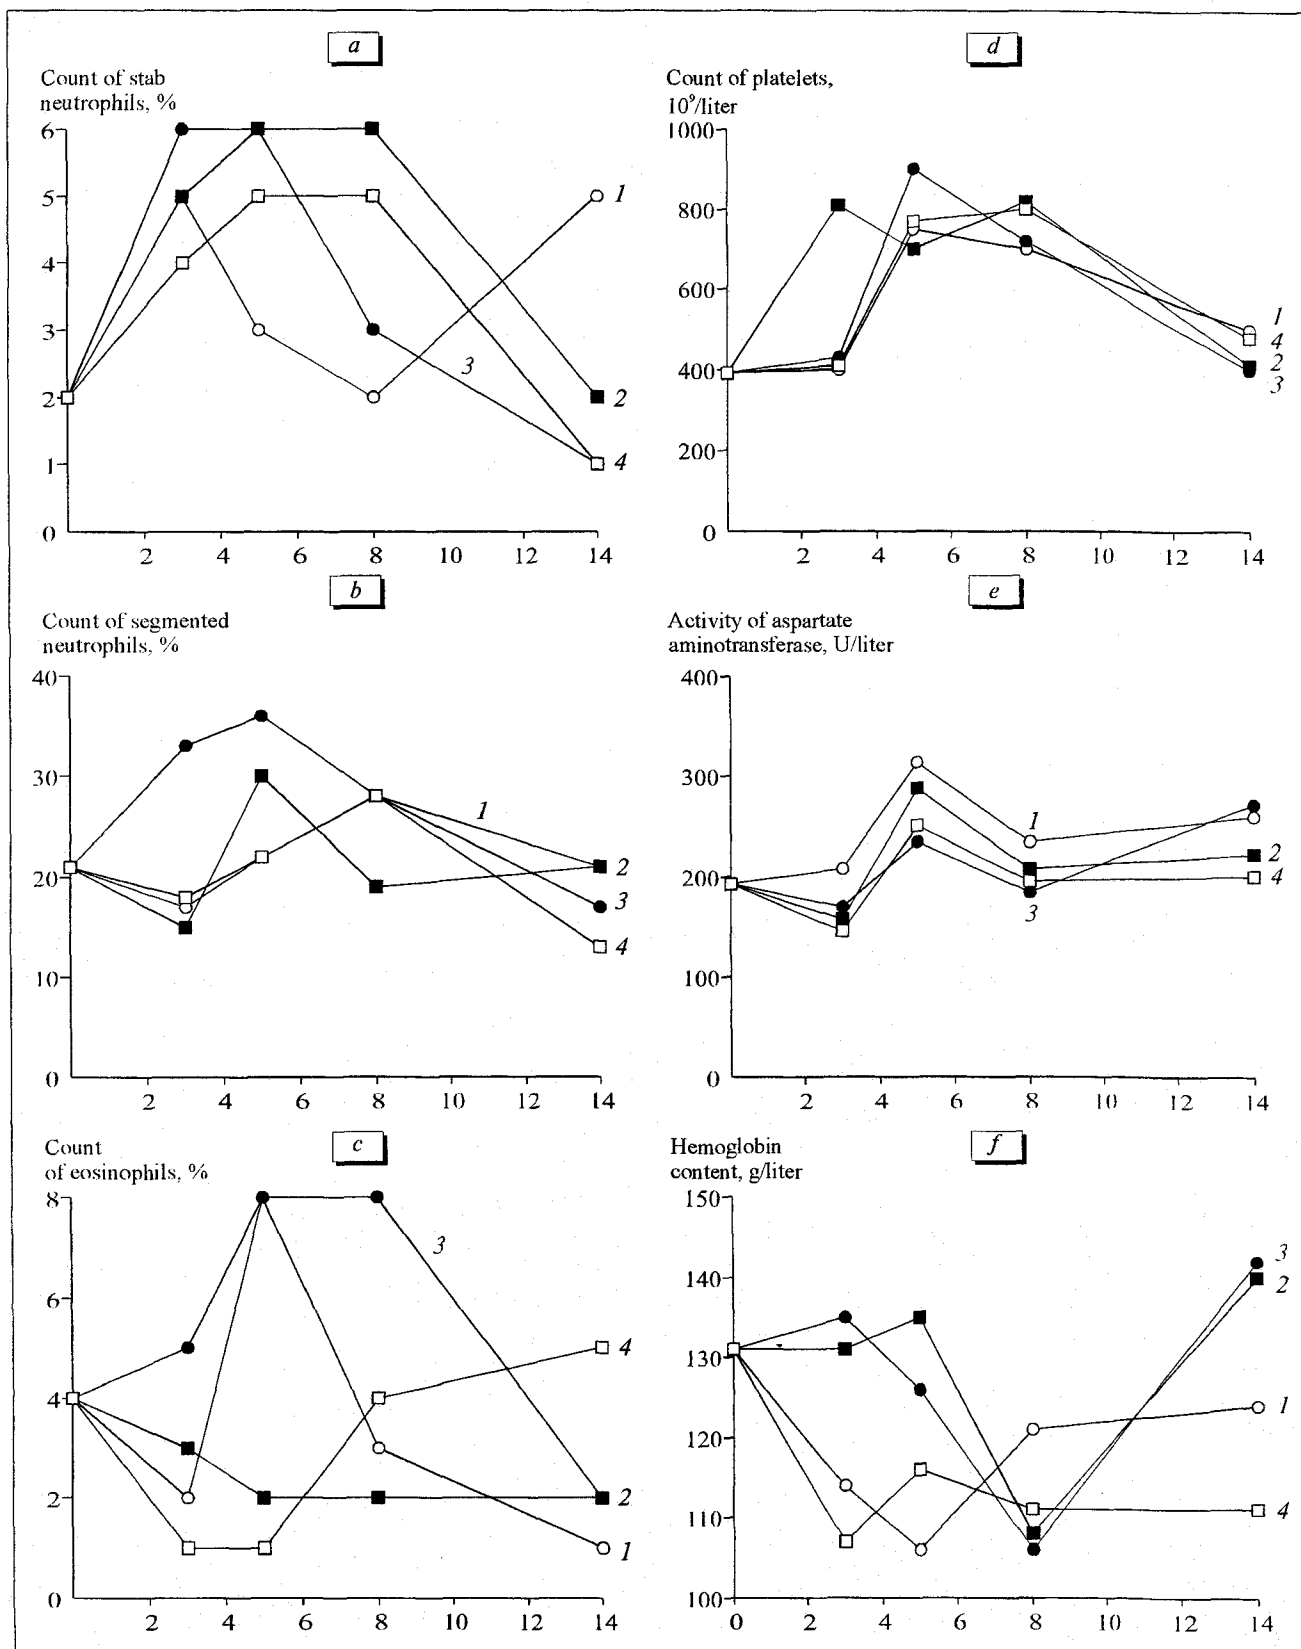 a
Count of stab
neutrophils, %
6
5
4
3
2
1
0
2 4 6 8 10 12 14
1
3
2
4
d
Count of platelets,
10⁹/liter
1000
800
600
400
200
0
2 4 6 8 10 12 14
1
4
2
3
b
Count of segmented
neutrophils, %
40
30
20
10
0
2 4 6 8 10 12 14
1
2
3
4
e
Activity of aspartate
aminotransferase, U/liter
400
300
200
100
0
2 4 6 8 10 12 14
1
2
4
3
c
Count
of eosinophils, %
8
6
4
2
0
2 4 6 8 10 12 14
3
4
2
1
f
Hemoglobin
content, g/liter
150
140
130
120
110
100
0 2 4 6 8 10 12 14
3
2
1
4